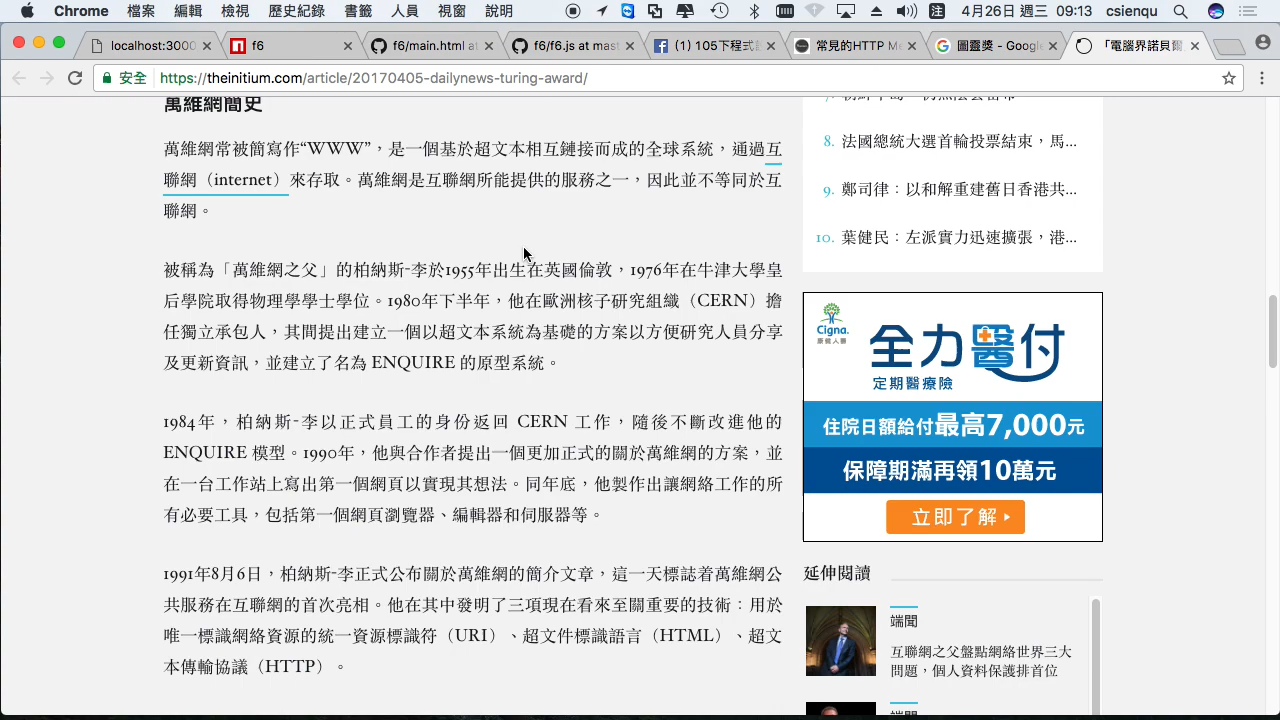 Chrome 檔案 編輯 檢視 歷史紀錄 書籤 人員 視窗 說明 注 4月26日 週三 09:13 csienqu
localhost:3000 f6 f6/main.html at f6/f6.js at mast (1) 105下程式設 常見的HTTP M 圖靈獎 - Google 「電腦界諾貝爾
安全 https://theinitium.com/article/20170405-dailynews-turing-award/
萬維網簡史
萬維網常被簡寫作“WWW”，是一個基於超文本相互鏈接而成的全球系統，通過互
聯網（internet）來存取。萬維網是互聯網所能提供的服務之一，因此並不等同於互
聯網。
被稱為「萬維網之父」的柏納斯-李於1955年出生在英國倫敦，1976年在牛津大學皇
后學院取得物理學學士學位。1980年下半年，他在歐洲核子研究組織（CERN）擔
任獨立承包人，其間提出建立一個以超文本系統為基礎的方案以方便研究人員分享
及更新資訊，並建立了名為 ENQUIRE 的原型系統。
1984年，柏納斯-李以正式員工的身份返回 CERN 工作，隨後不斷改進他的
ENQUIRE 模型。1990年，他與合作者提出一個更加正式的關於萬維網的方案，並
在一台工作站上寫出第一個網頁以實現其想法。同年底，他製作出讓網絡工作的所
有必要工具，包括第一個網頁瀏覽器、編輯器和伺服器等。
1991年8月6日，柏納斯-李正式公布關於萬維網的簡介文章，這一天標誌着萬維網公
共服務在互聯網的首次亮相。他在其中發明了三項現在看來至關重要的技術：用於
唯一標識網絡資源的統一資源標識符（URI）、超文件標識語言（HTML）、超文
本傳輸協議（HTTP）。
8. 法國總統大選首輪投票結束，馬...
9. 鄭司律：以和解重建舊日香港共...
10. 葉健民：左派實力迅速擴張，港...
Cigna.
康健人壽
全力醫付
定期醫療險
住院日額給付最高7,000元
保障期滿再領10萬元
立即了解
延伸閱讀
端聞
互聯網之父盤點網絡世界三大
問題，個人資料保護排首位
端聞